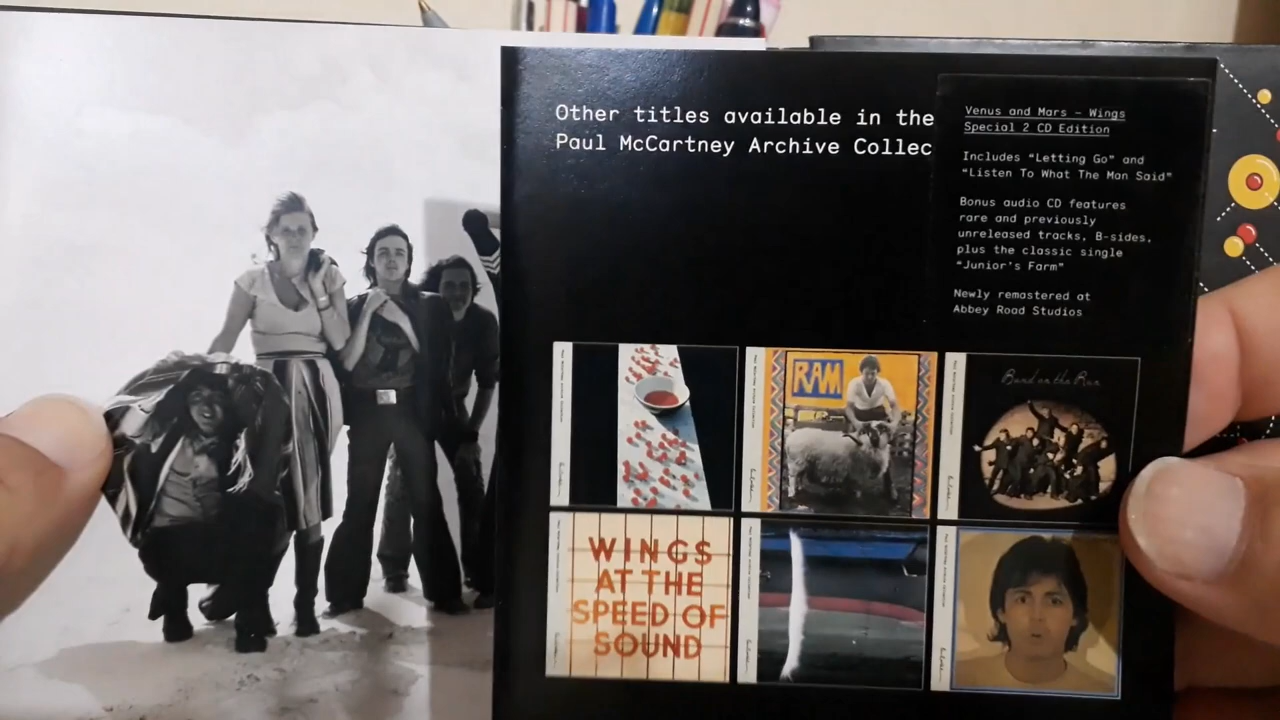 Other titles available in the
Paul McCartney Archive Collec
Venus and Mars – Wings
Special 2 CD Edition
Includes "Letting Go" and
"Listen To What The Man Said"
Bonus audio CD features
rare and previously
unreleased tracks, B-sides,
plus the classic single
"Junior's Farm"
Newly remastered at
Abbey Road Studios
RAM
Band on the Run
WINGS
AT THE
SPEED OF
SOUND